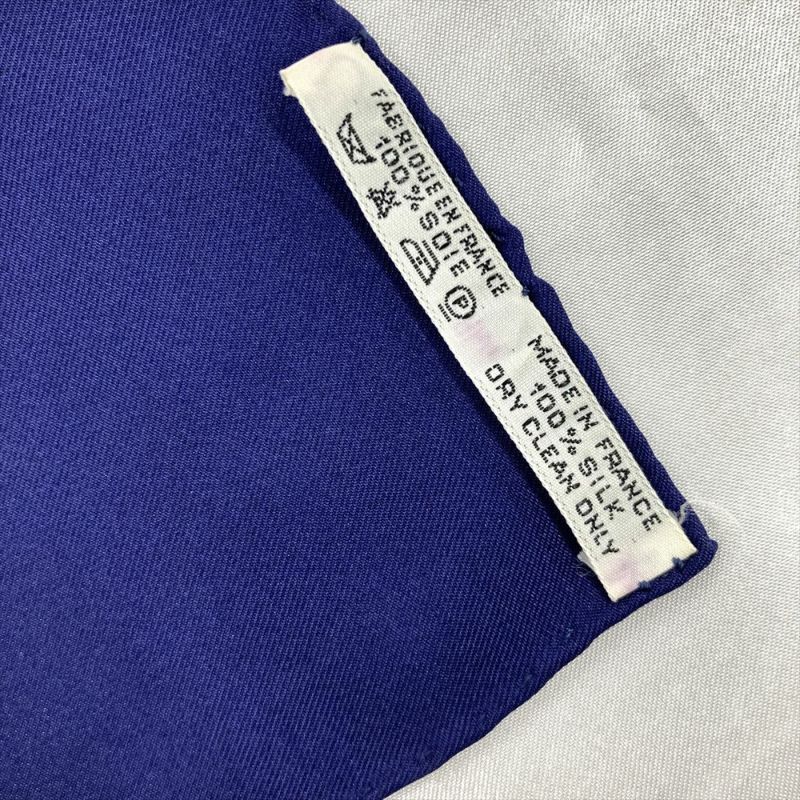 FABRIQUE EN FRANCE
100% SOIE
P
MADE IN FRANCE
100% SILK
DRY CLEAN ONLY